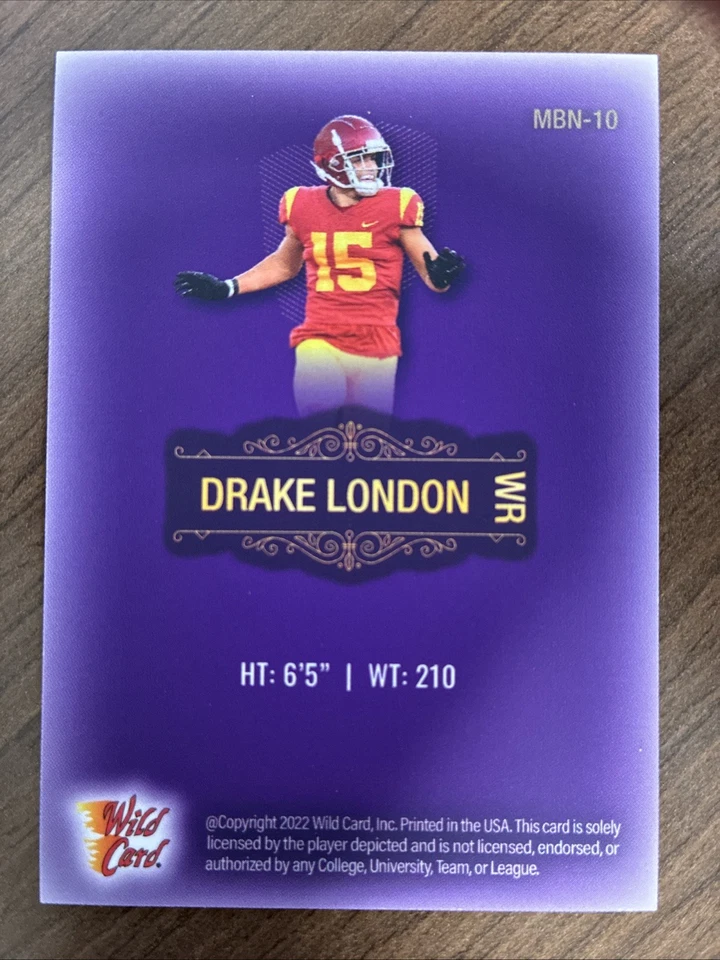 MBN-10
15
DRAKE LONDON WR
HT: 6'5" | WT: 210
Wild
Card
@Copyright 2022 Wild Card, Inc. Printed in the USA. This card is solely
licensed by the player depicted and is not licensed, endorsed, or
authorized by any College, University, Team, or League.